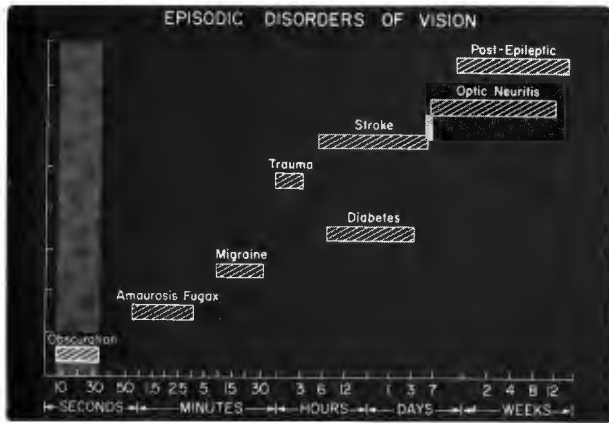 EPISODIC DISORDERS OF VISION
Post-Epileptic
Optic Neuritis
Stroke
Trauma
Diabetes
Migraine
Amaurosis Fugax
Obscuration
10 30 50 1.5 2.5 5 15 30 3 6 12 1 3 7 2 4 8 12
SECONDS MINUTES HOURS DAYS WEEKS